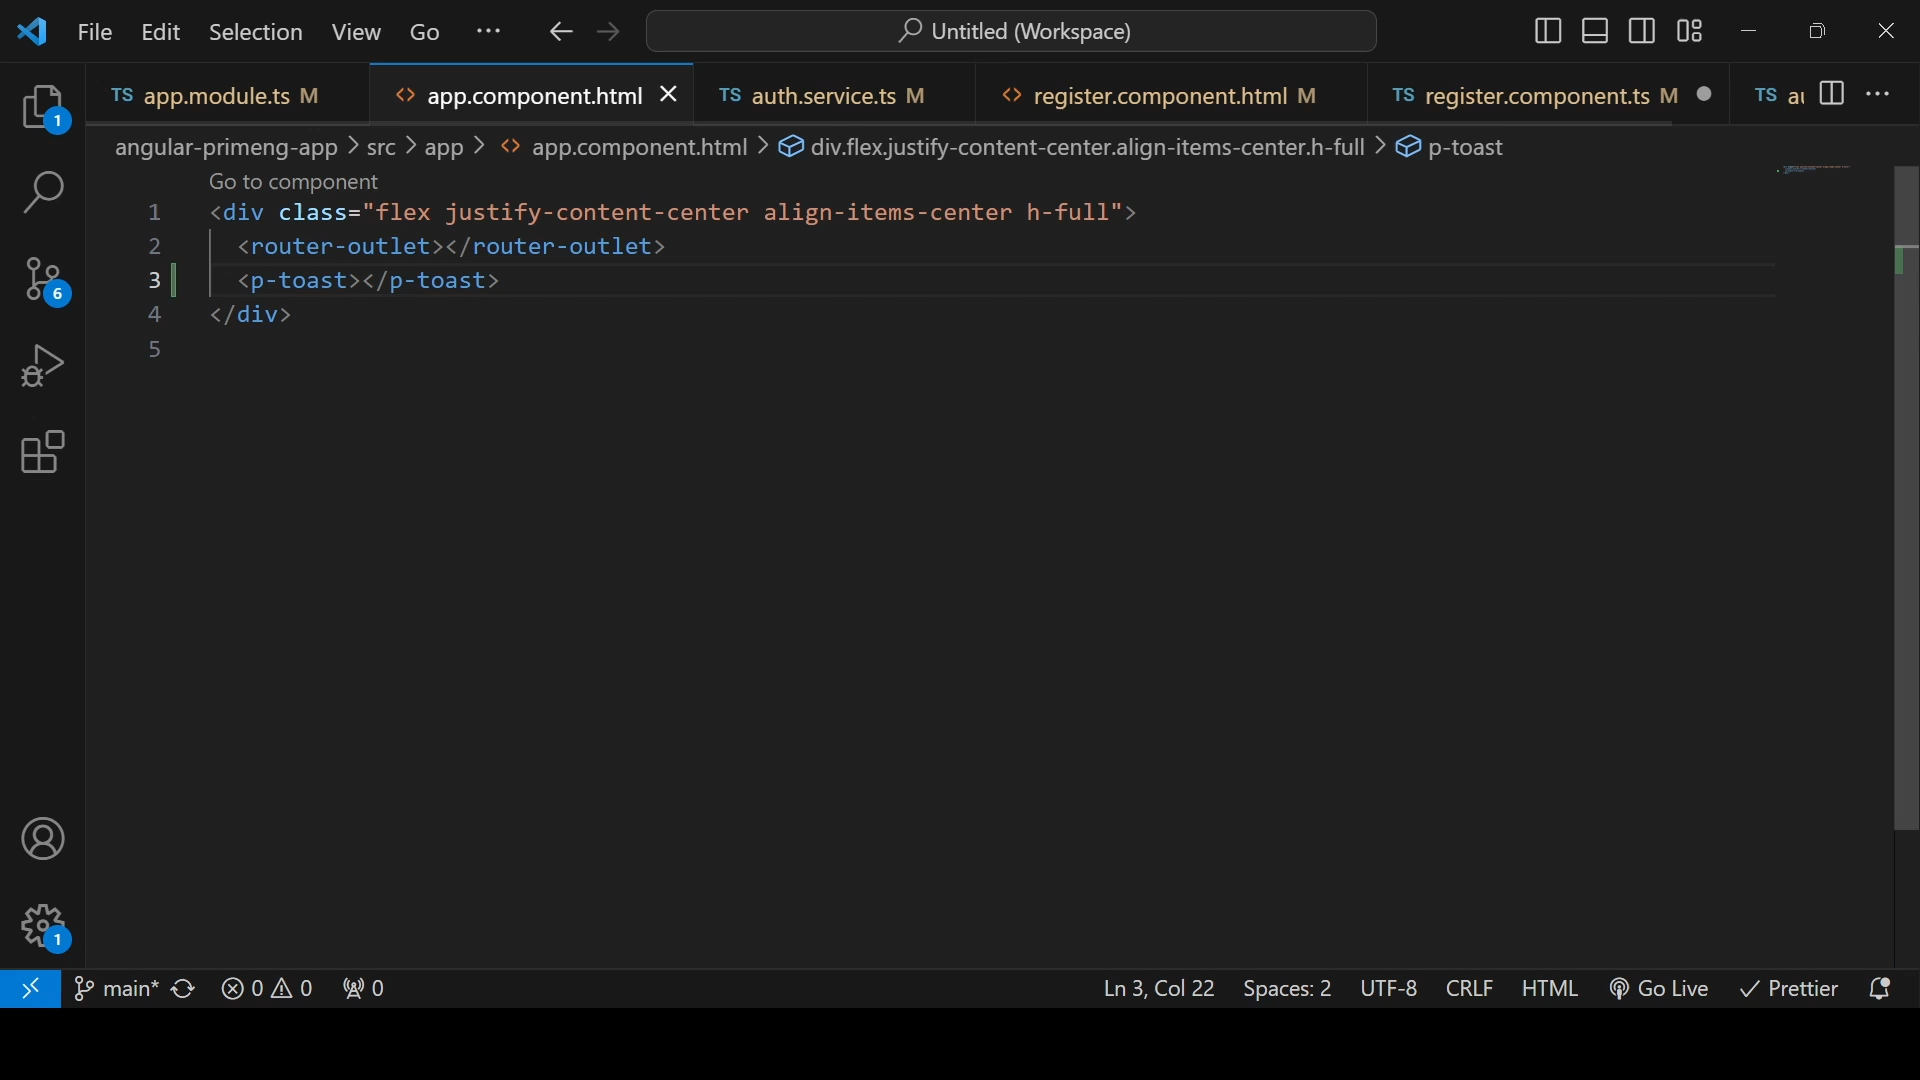 File Edit Selection View Go ··· Untitled (Workspace)
TS app.module.ts M <> app.component.html TS auth.service.ts M <> register.component.html M TS register.component.ts M TS
angular-primeng-app > src > app > <> app.component.html > div.flex.justify-content-center.align-items-center.h-full > p-toast
Go to component
1 <div class="flex justify-content-center align-items-center h-full">
2 <router-outlet></router-outlet>
3 <p-toast></p-toast>
4 </div>
5
1
6
1
main* 0 0 0 Ln 3, Col 22 Spaces: 2 UTF-8 CRLF HTML Go Live Prettier